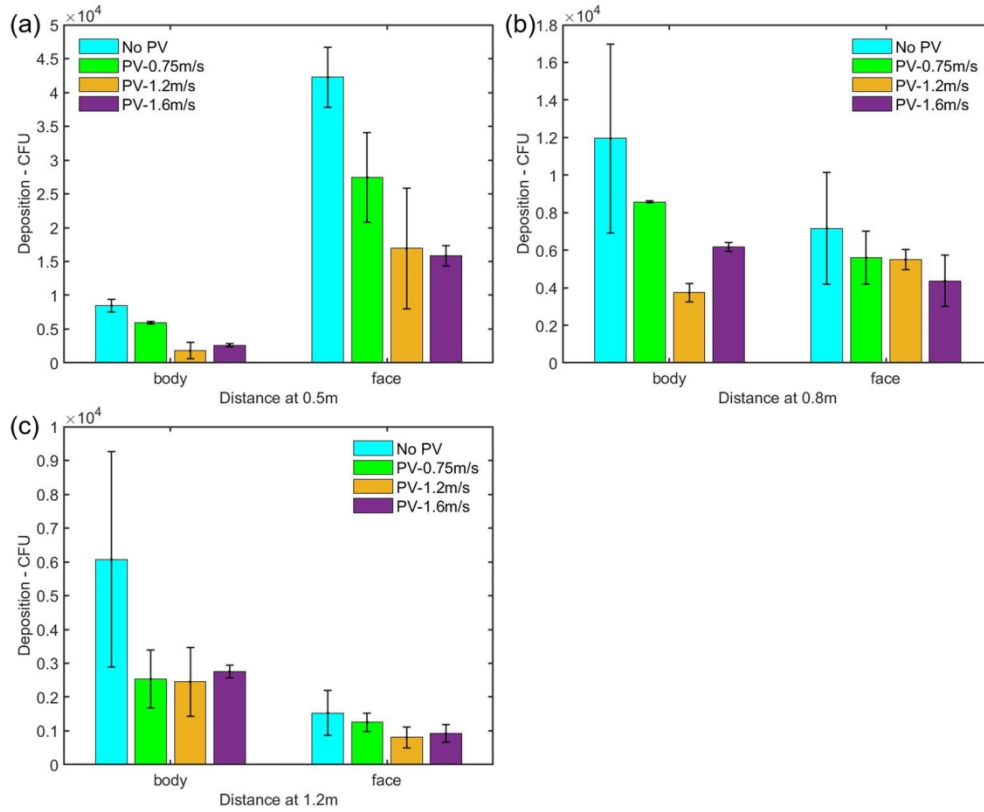 (a)
×10⁴
5
4.5
4
3.5
3
2.5
2
1.5
1
0.5
0
Deposition - CFU
No PV
PV-0.75m/s
PV-1.2m/s
PV-1.6m/s
body face
Distance at 0.5m
(b)
×10⁴
1.8
1.6
1.4
1.2
1
0.8
0.6
0.4
0.2
0
Deposition - CFU
No PV
PV-0.75m/s
PV-1.2m/s
PV-1.6m/s
body face
Distance at 0.8m
(c)
×10⁴
1
0.9
0.8
0.7
0.6
0.5
0.4
0.3
0.2
0.1
0
Deposition - CFU
No PV
PV-0.75m/s
PV-1.2m/s
PV-1.6m/s
body face
Distance at 1.2m